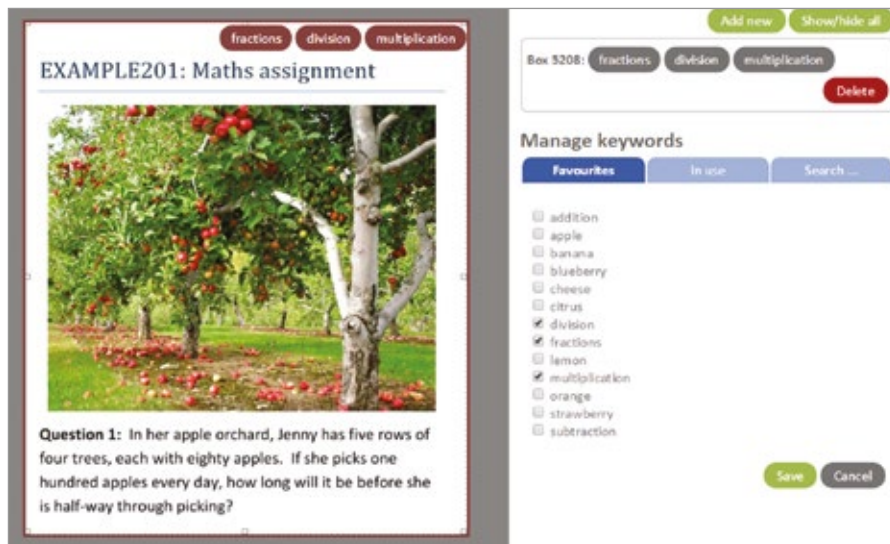 fractions division multiplication
EXAMPLE201: Maths assignment
Question 1: In her apple orchard, Jenny has five rows of
four trees, each with eighty apples. If she picks one
hundred apples every day, how long will it be before she
is half-way through picking?
Add new Show/hide all
Box 5208: fractions division multiplication
Delete
Manage keywords
Favourites In use Search ...
addition
apple
banana
blueberry
cheese
citrus
division
fractions
lemon
multiplication
orange
strawberry
subtraction
Save Cancel